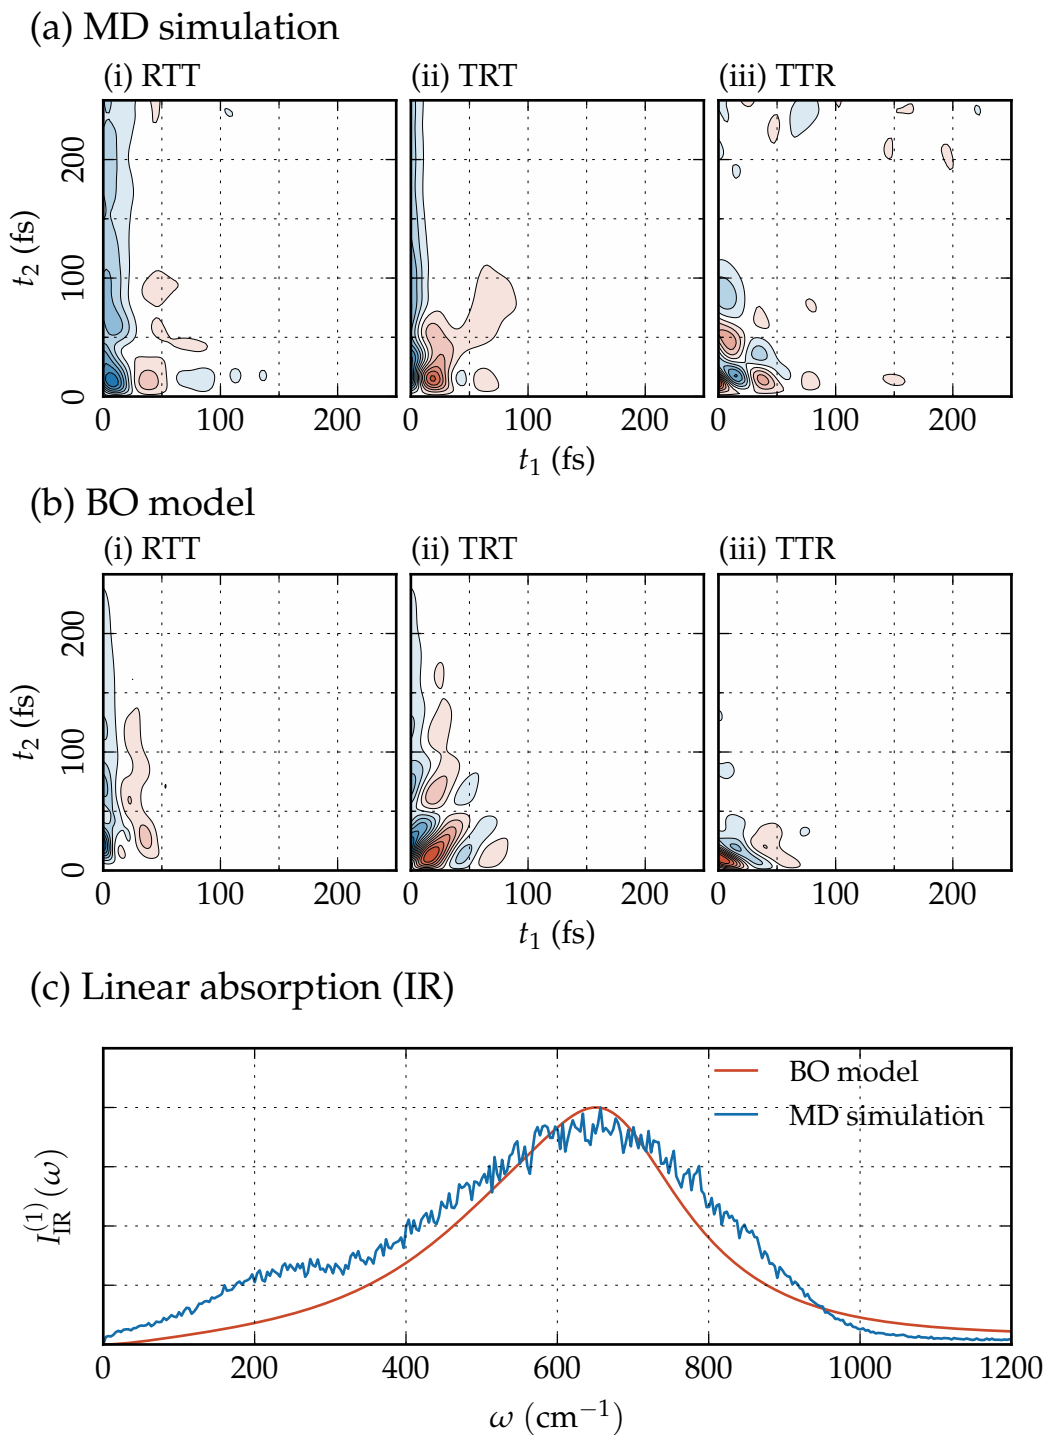 (a) MD simulation
(i) RTT
(ii) TRT
(iii) TTR
t₂ (fs)
0
100
200
0 100 200
0 100 200
0 100 200
t₁ (fs)
(b) BO model
(i) RTT
(ii) TRT
(iii) TTR
t₂ (fs)
0
100
200
0 100 200
0 100 200
0 100 200
t₁ (fs)
(c) Linear absorption (IR)
BO model
MD simulation
I_IR^(1)(ω)
0 200 400 600 800 1000 1200
ω (cm⁻¹)